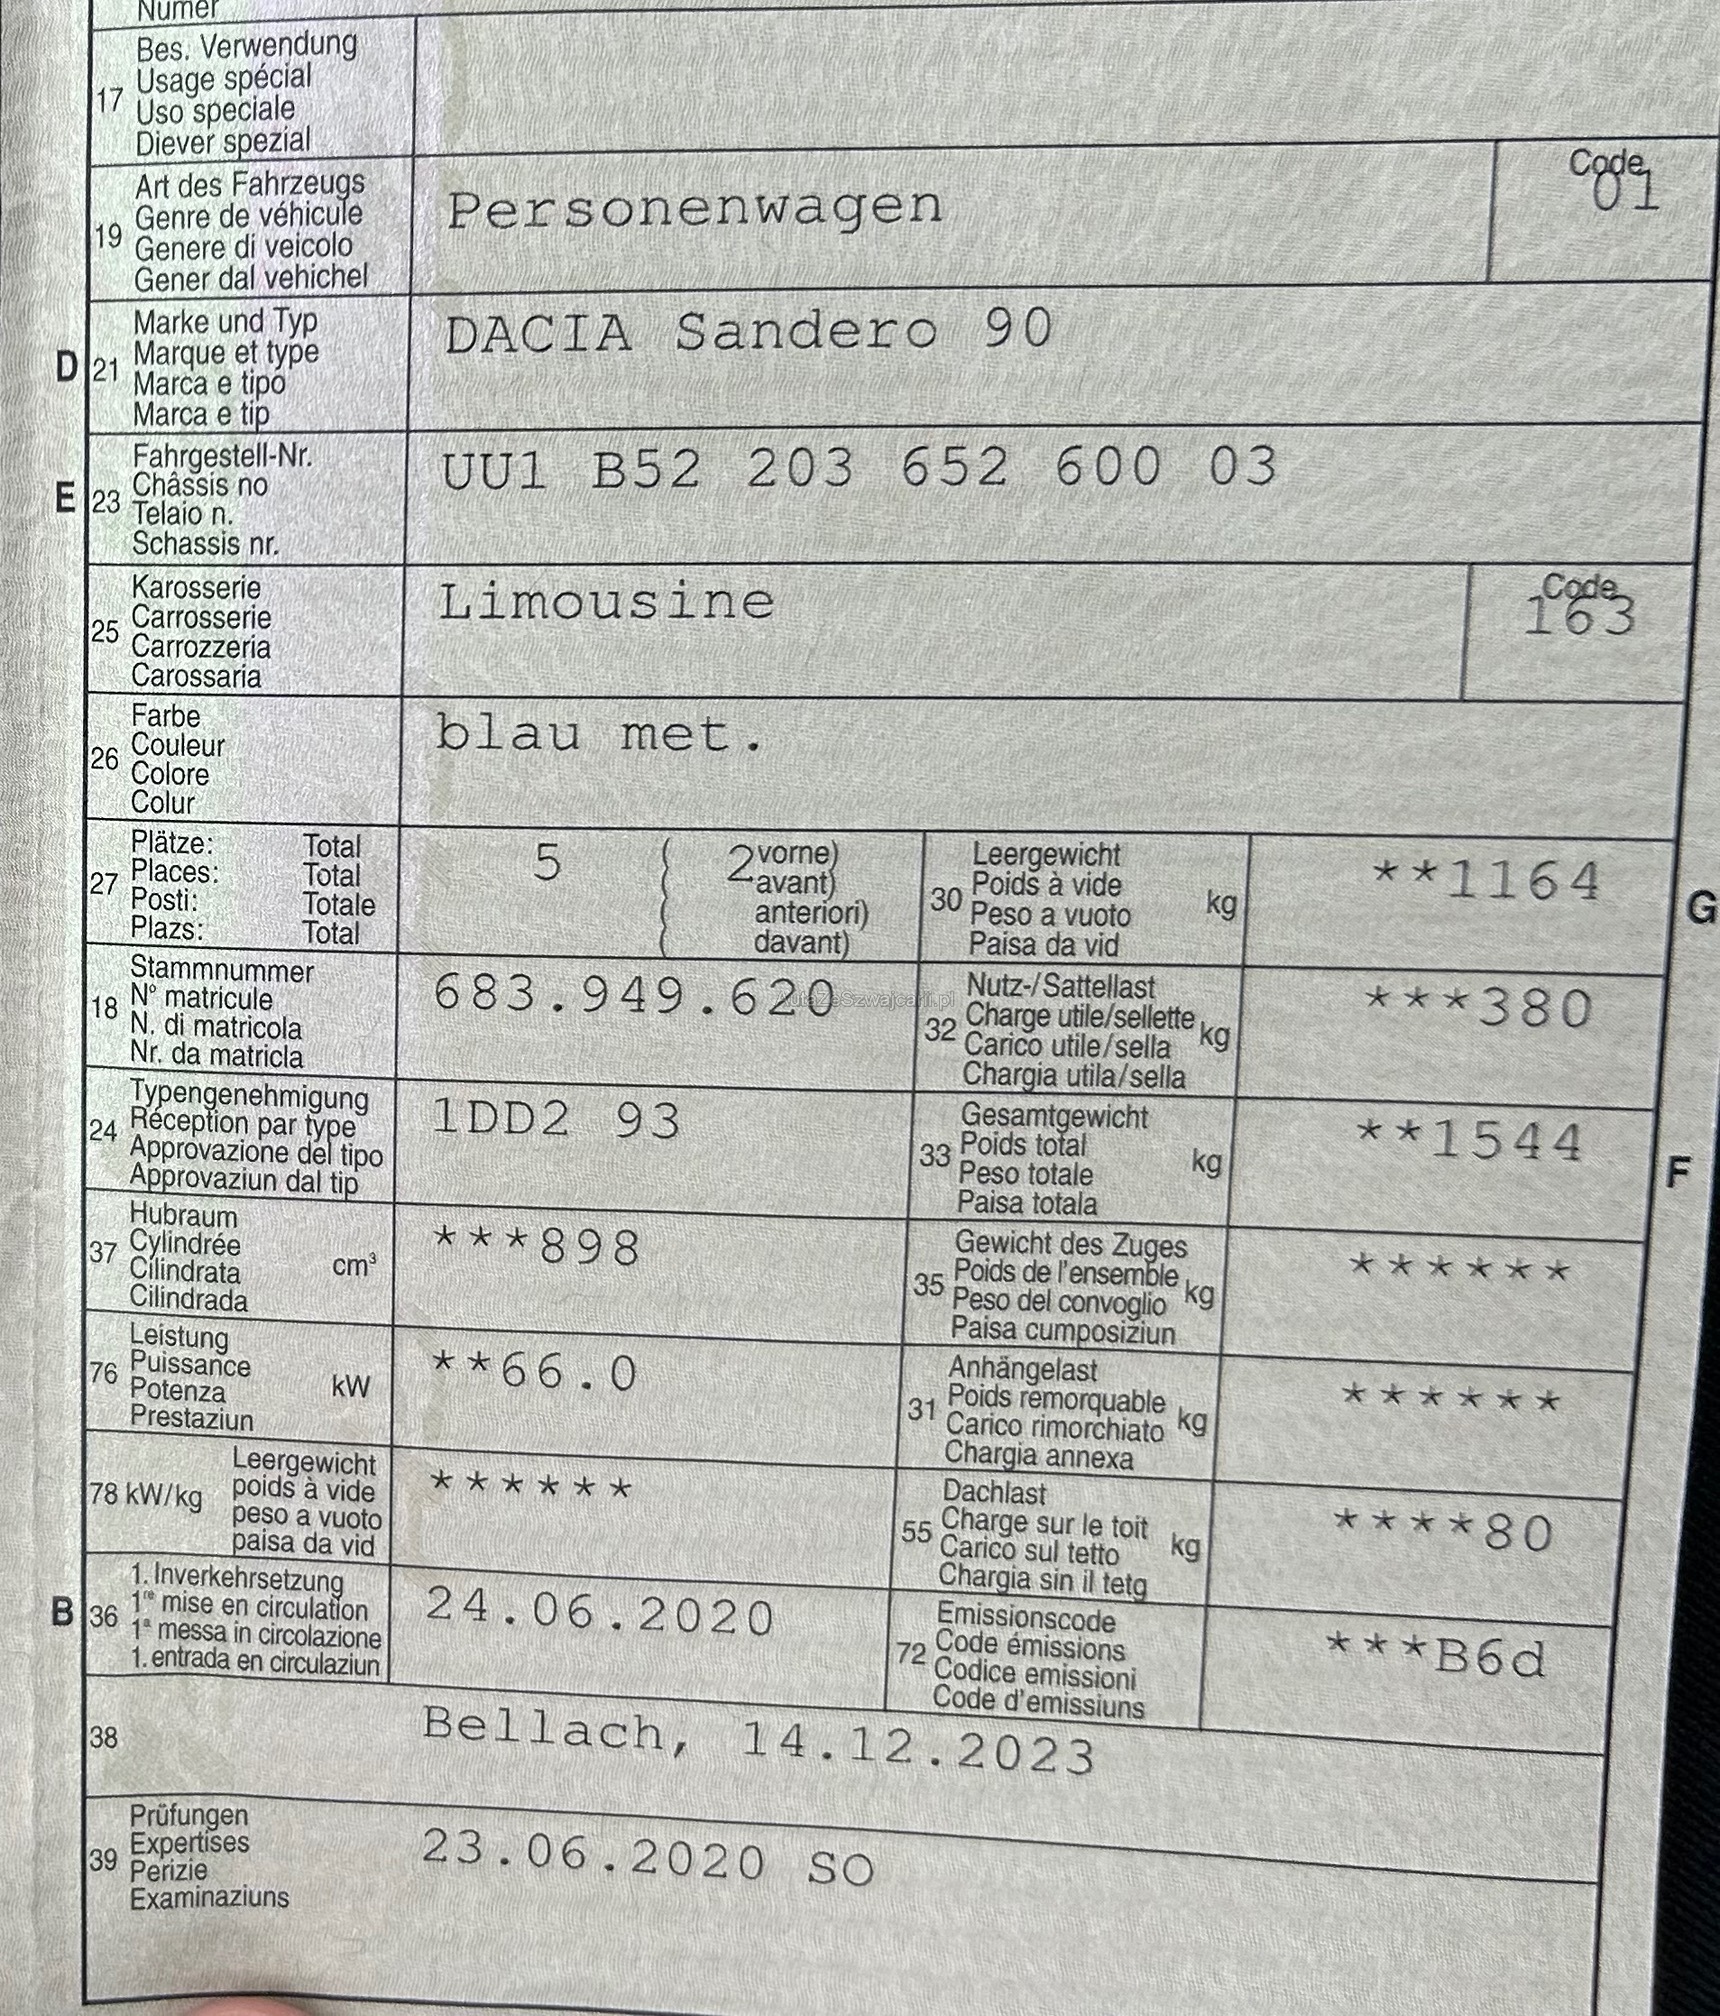 Numer
17 Bes. Verwendung
Usage spécial
Uso speciale
Diever spezial
19 Art des Fahrzeugs
Genre de véhicule
Genere di veicolo
Gener dal vehichel
Personenwagen
Code
01
D 21 Marke und Typ
Marque et type
Marca e tipo
Marca e tip
DACIA Sandero 90
E 23 Fahrgestell-Nr.
Châssis no
Telaio n.
Schassis nr.
UU1 B52 203 652 600 03
25 Karosserie
Carrosserie
Carrozzeria
Carossaria
Limousine
Code
163
26 Farbe
Couleur
Colore
Colur
blau met.
27 Plätze: Total
Places: Total
Posti: Totale
Plazs: Total
5 ( 2 vorne)
( avant)
( anteriori)
( davant)
30 Leergewicht
Poids à vide kg
Peso a vuoto
Paisa da vid
**1164
G
18 Stammnummer
N° matricule
N. di matricola
Nr. da matricla
683.949.620
AutaZeSzwajcarii.pl
32 Nutz-/Sattellast
Charge utile/sellette kg
Carico utile/sella
Chargia utila/sella
***380
24 Typengenehmigung
Réception par type
Approvazione del tipo
Approvaziun dal tip
1DD2 93
33 Gesamtgewicht
Poids total kg
Peso totale
Paisa totala
**1544
F
37 Hubraum
Cylindrée cm³
Cilindrata
Cilindrada
***898
35 Gewicht des Zuges
Poids de l'ensemble kg
Peso del convoglio
Paisa cumposiziun
******
76 Leistung
Puissance kW
Potenza
Prestaziun
**66.0
31 Anhängelast
Poids remorquable kg
Carico rimorchiato
Chargia annexa
******
78 kW/kg Leergewicht
poids à vide
peso a vuoto
paisa da vid
******
55 Dachlast
Charge sur le toit kg
Carico sul tetto
Chargia sin il tetg
****80
B 36 1. Inverkehrsetzung
1re mise en circulation
1a messa in circolazione
1. entrada en circulaziun
24.06.2020
72 Emissionscode
Code émissions
Codice emissioni
Code d'emissiuns
***B6d
38 Bellach, 14.12.2023
39 Prüfungen
Expertises
Perizie
Examinaziuns
23.06.2020 SO